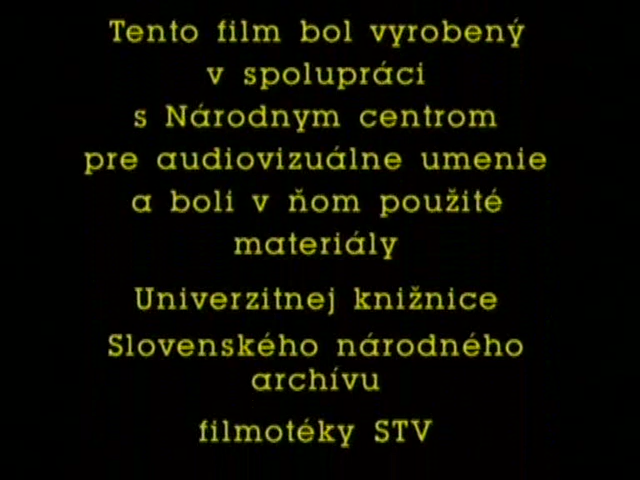 Tento film bol vyrobený
v spolupráci
s Národnym centrom
pre audiovizuálne umenie
a boli v ňom použité
materiály
Univerzitnej knižnice
Slovenského národného
archívu
filmotéky STV